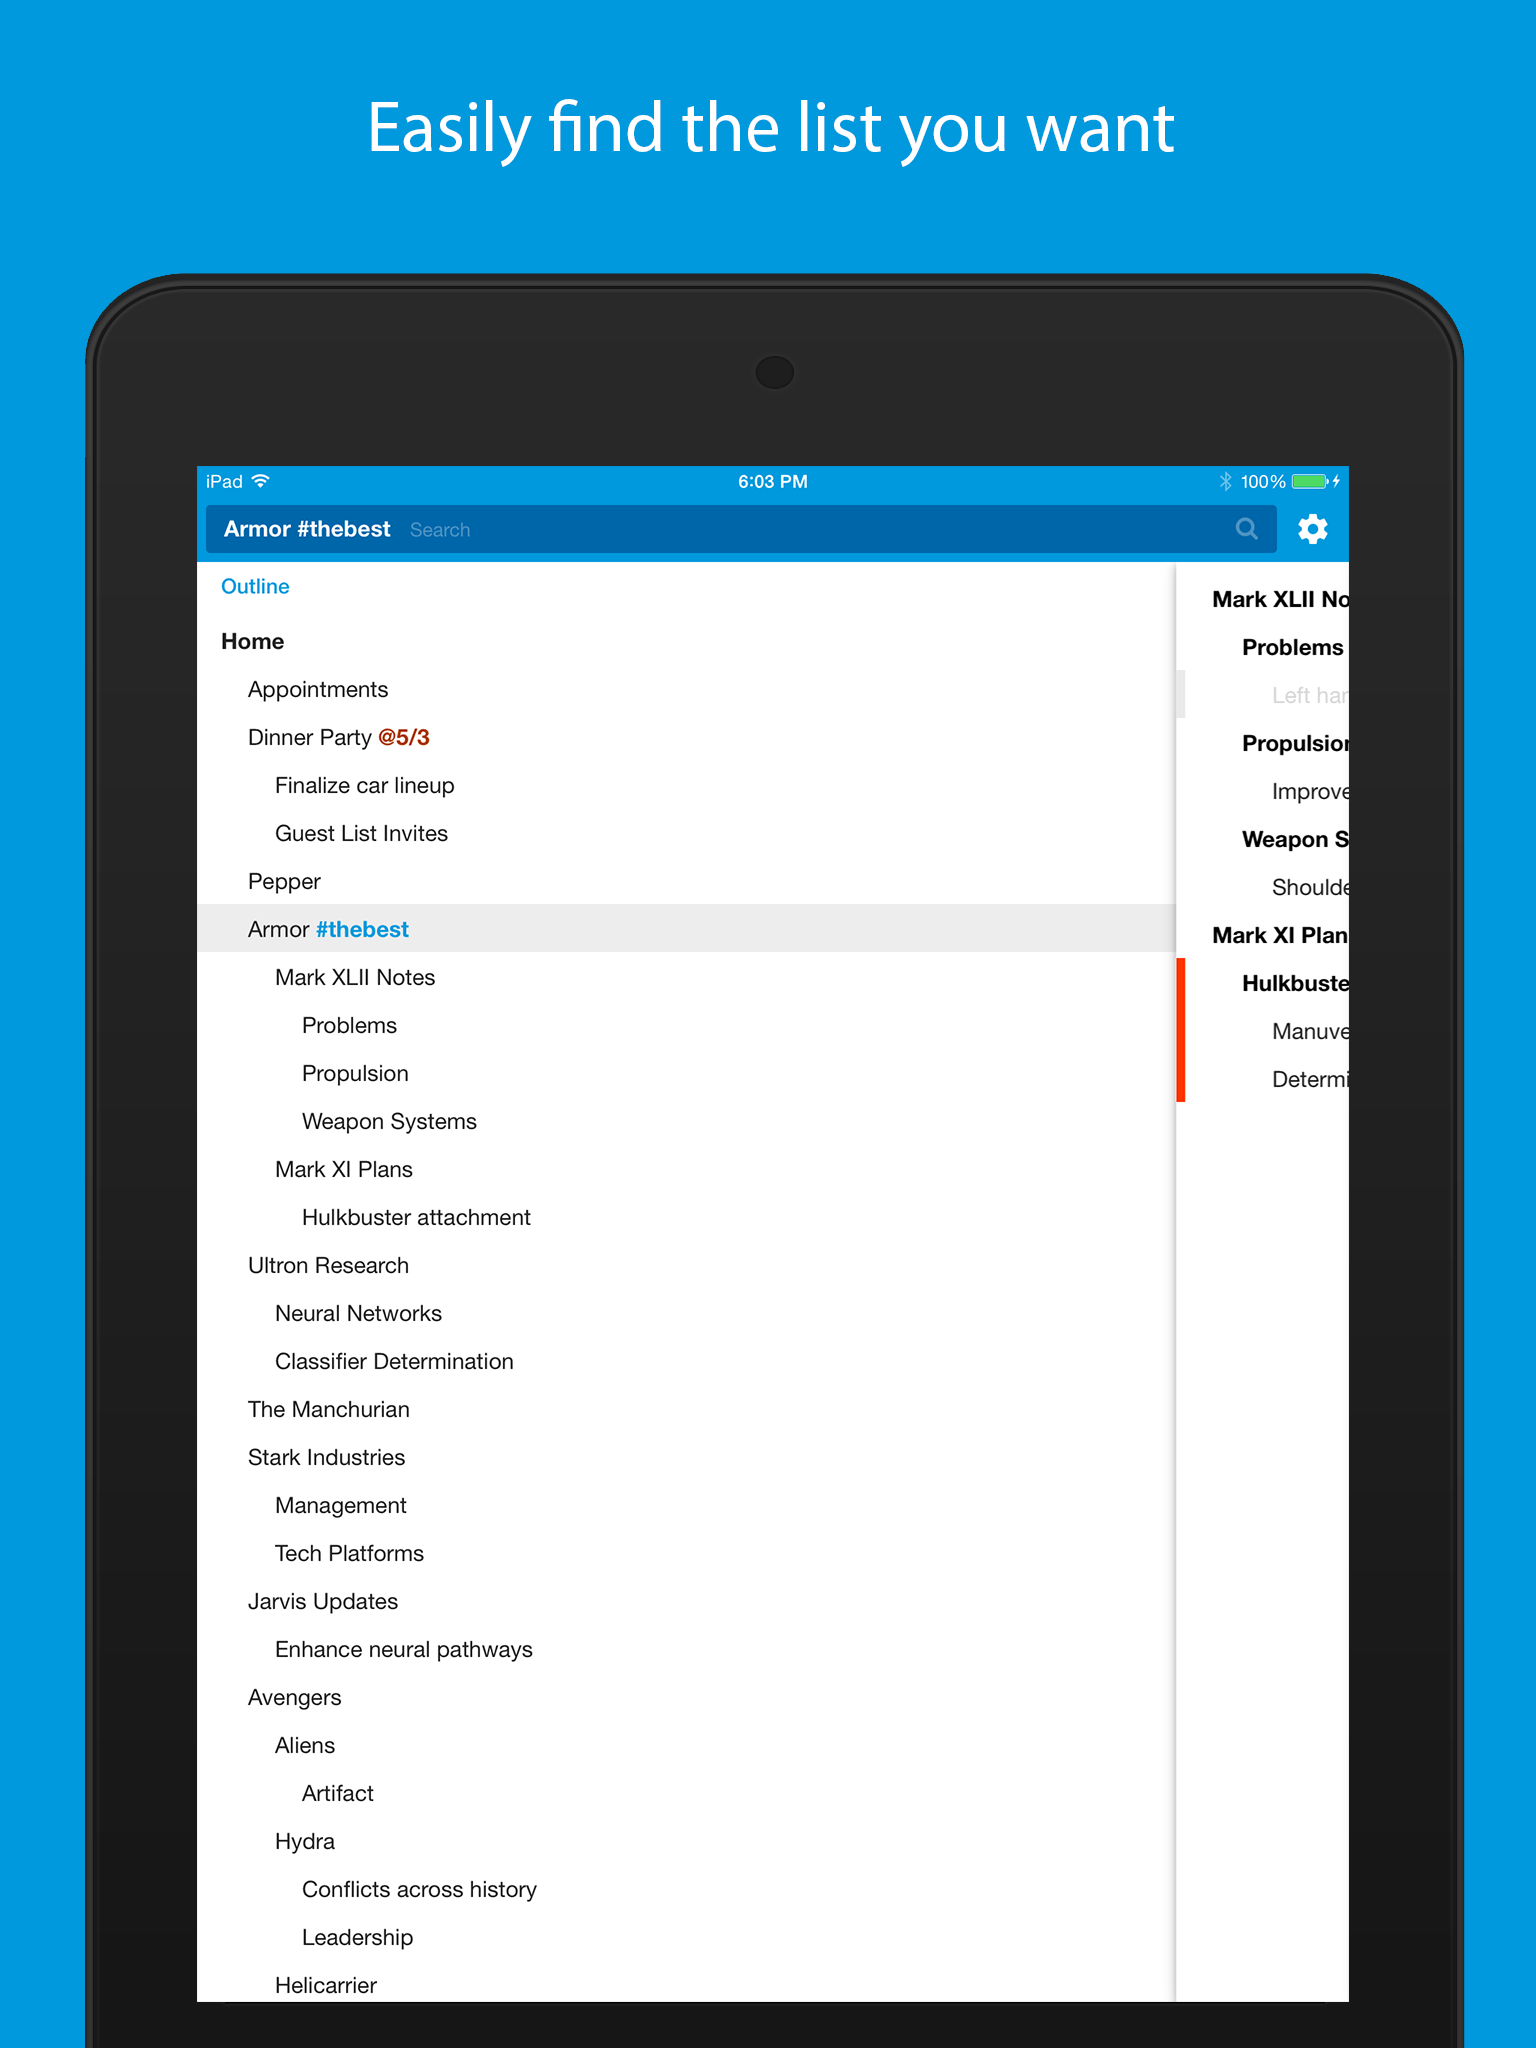 Easily find the list you want
iPad 6:03 PM 100%
Armor #thebest Search
Outline
Home
Appointments
Dinner Party @5/3
Finalize car lineup
Guest List Invites
Pepper
Armor #thebest
Mark XLII Notes
Problems
Propulsion
Weapon Systems
Mark XI Plans
Hulkbuster attachment
Ultron Research
Neural Networks
Classifier Determination
The Manchurian
Stark Industries
Management
Tech Platforms
Jarvis Updates
Enhance neural pathways
Avengers
Aliens
Artifact
Hydra
Conflicts across history
Leadership
Helicarrier
Mark XLII No
Problems
Left har
Propulsion
Improve
Weapon S
Shoulde
Mark XI Plan
Hulkbuste
Manuve
Determi